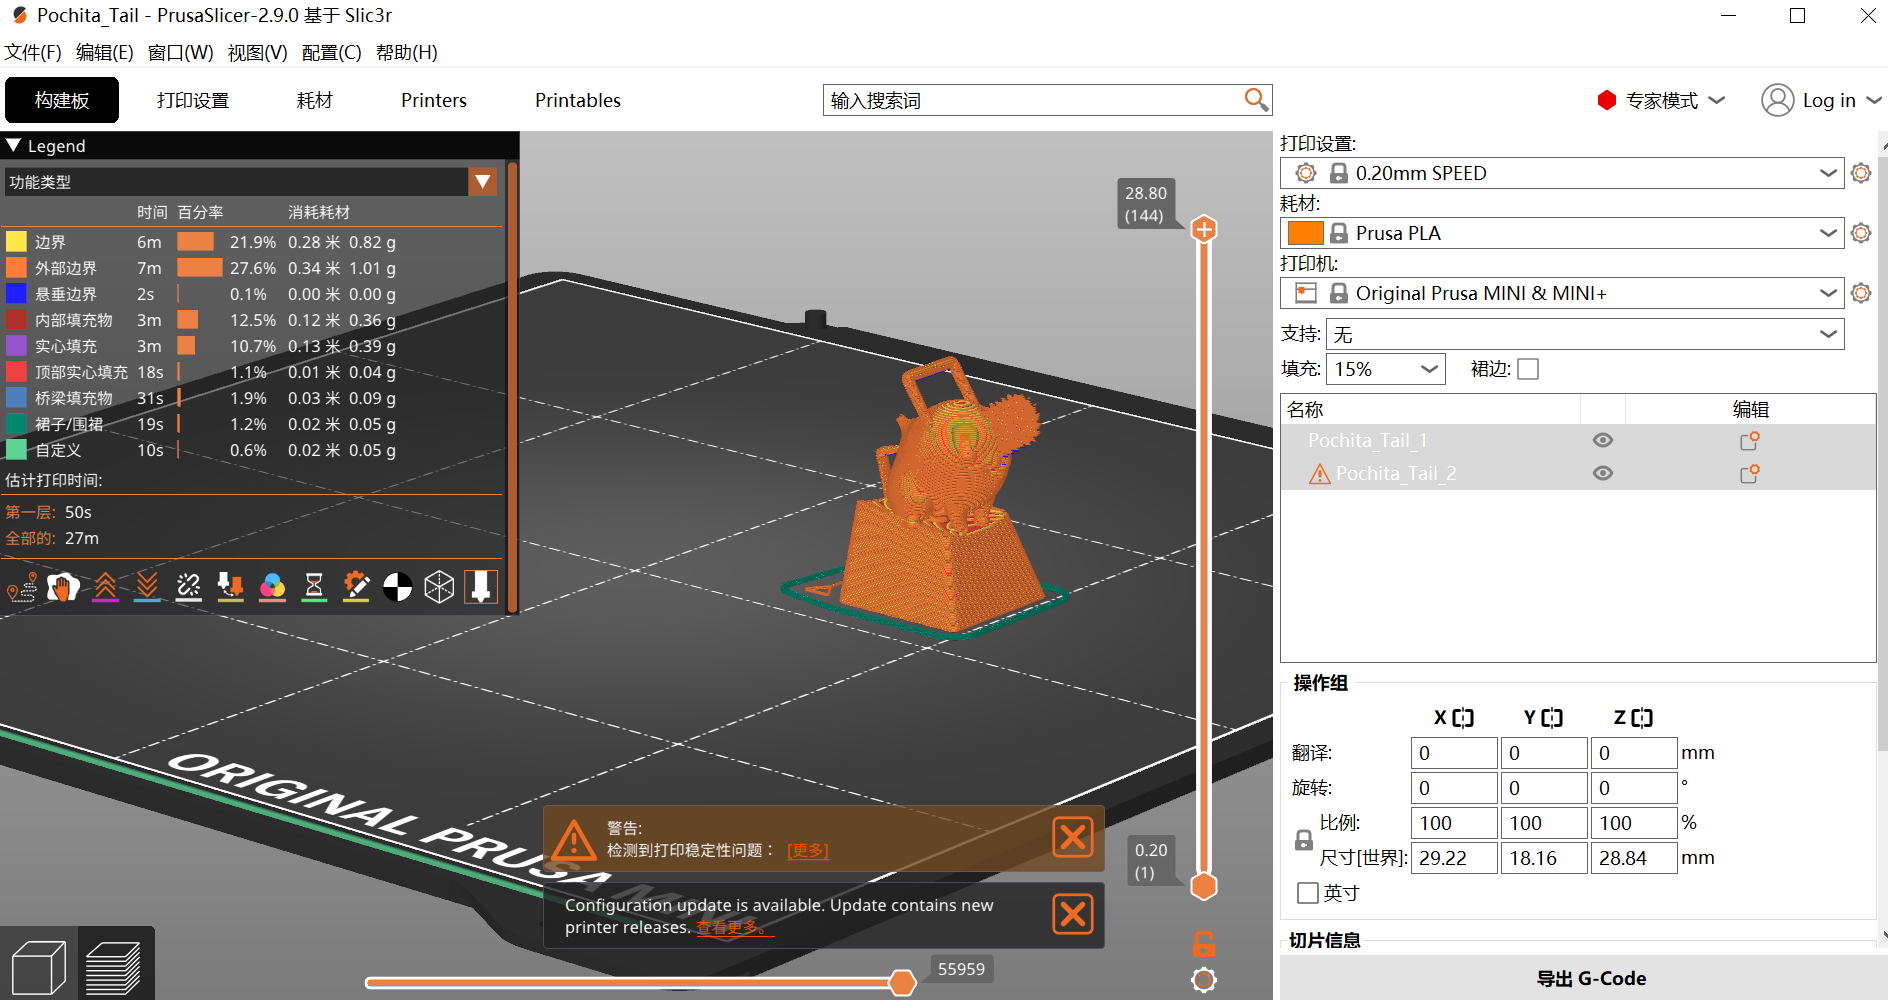 Pochita_Tail - PrusaSlicer-2.9.0 基于 Slic3r
文件(F) 编辑(E) 窗口(W) 视图(V) 配置(C) 帮助(H)
构建板 打印设置 耗材 Printers Printables 输入搜索词 专家模式 Log in
Legend
功能类型
时间 百分率 消耗耗材
边界 6m 21.9% 0.28 米 0.82 g
外部边界 7m 27.6% 0.34 米 1.01 g
悬垂边界 2s 0.1% 0.00 米 0.00 g
内部填充物 3m 12.5% 0.12 米 0.36 g
实心填充 3m 10.7% 0.13 米 0.39 g
顶部实心填充 18s 1.1% 0.01 米 0.04 g
桥梁填充物 31s 1.9% 0.03 米 0.09 g
裙子/围裙 19s 1.2% 0.02 米 0.05 g
自定义 10s 0.6% 0.02 米 0.05 g
估计打印时间:
第一层: 50s
全部的: 27m
28.80
(144)
ORIGINAL PRUSA MINI
警告:
检测到打印稳定性问题： [更多]
Configuration update is available. Update contains new
printer releases. 查看更多。
0.20
(1)
55959
打印设置:
0.20mm SPEED
耗材:
Prusa PLA
打印机:
Original Prusa MINI & MINI+
支持: 无
填充: 15% 裙边:
名称 编辑
Pochita_Tail_1
Pochita_Tail_2
操作组
X Y Z
翻译: 0 0 0 mm
旋转: 0 0 0 °
比例: 100 100 100 %
尺寸[世界]: 29.22 18.16 28.84 mm
英寸
切片信息
导出 G-Code